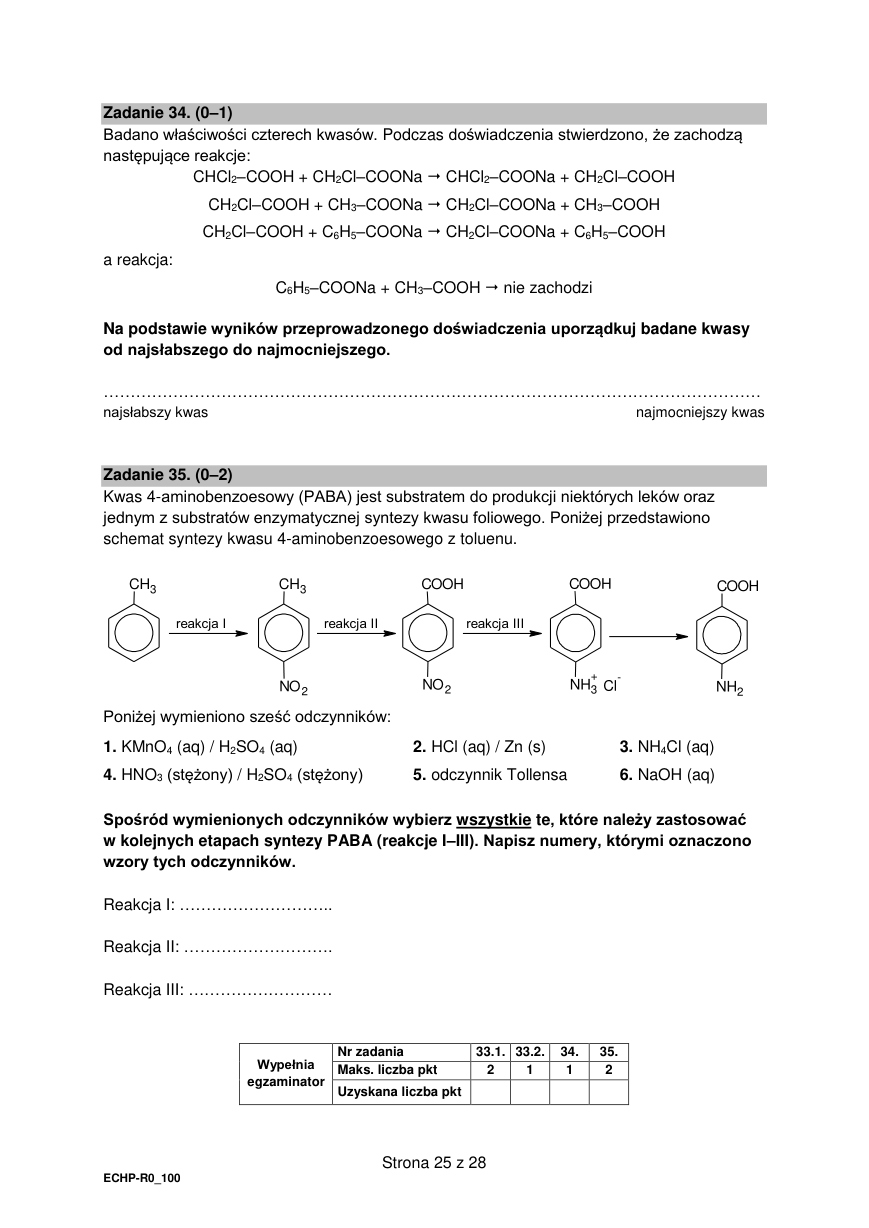 Zadanie 34. (0–1)
Badano właściwości czterech kwasów. Podczas doświadczenia stwierdzono, że zachodzą
następujące reakcje:
CHCl₂–COOH + CH₂Cl–COONa → CHCl₂–COONa + CH₂Cl–COOH
CH₂Cl–COOH + CH₃–COONa → CH₂Cl–COONa + CH₃–COOH
CH₂Cl–COOH + C₆H₅–COONa → CH₂Cl–COONa + C₆H₅–COOH
a reakcja:
C₆H₅–COONa + CH₃–COOH → nie zachodzi
Na podstawie wyników przeprowadzonego doświadczenia uporządkuj badane kwasy
od najsłabszego do najmocniejszego.
……………………………………………………………………………………………………………
najsłabszy kwas najmocniejszy kwas
Zadanie 35. (0–2)
Kwas 4-aminobenzoesowy (PABA) jest substratem do produkcji niektórych leków oraz
jednym z substratów enzymatycznej syntezy kwasu foliowego. Poniżej przedstawiono
schemat syntezy kwasu 4-aminobenzoesowego z toluenu.
CH₃ CH₃ COOH COOH COOH
reakcja I reakcja II reakcja III
NO₂ NO₂ NH₃⁺ Cl⁻ NH₂
Poniżej wymieniono sześć odczynników:
1. KMnO₄ (aq) / H₂SO₄ (aq) 2. HCl (aq) / Zn (s) 3. NH₄Cl (aq)
4. HNO₃ (stężony) / H₂SO₄ (stężony) 5. odczynnik Tollensa 6. NaOH (aq)
Spośród wymienionych odczynników wybierz wszystkie te, które należy zastosować
w kolejnych etapach syntezy PABA (reakcje I–III). Napisz numery, którymi oznaczono
wzory tych odczynników.
Reakcja I: ………………………..
Reakcja II: ……………………….
Reakcja III: ………………………
Wypełnia egzaminator
Nr zadania 33.1. 33.2. 34. 35.
Maks. liczba pkt 2 1 1 2
Uzyskana liczba pkt
Strona 25 z 28
ECHP-R0_100